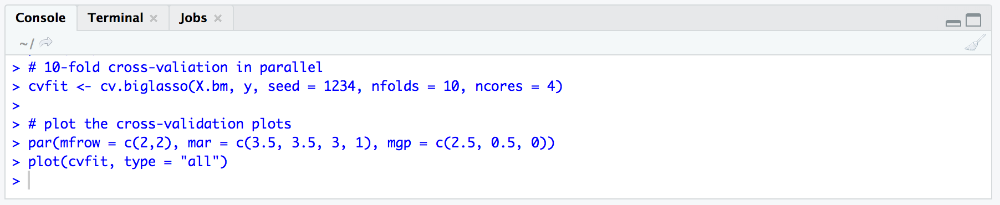 Console Terminal Jobs
~/
> # 10-fold cross-valiation in parallel
> cvfit <- cv.biglasso(X.bm, y, seed = 1234, nfolds = 10, ncores = 4)
>
> # plot the cross-validation plots
> par(mfrow = c(2,2), mar = c(3.5, 3.5, 3, 1), mgp = c(2.5, 0.5, 0))
> plot(cvfit, type = "all")
>